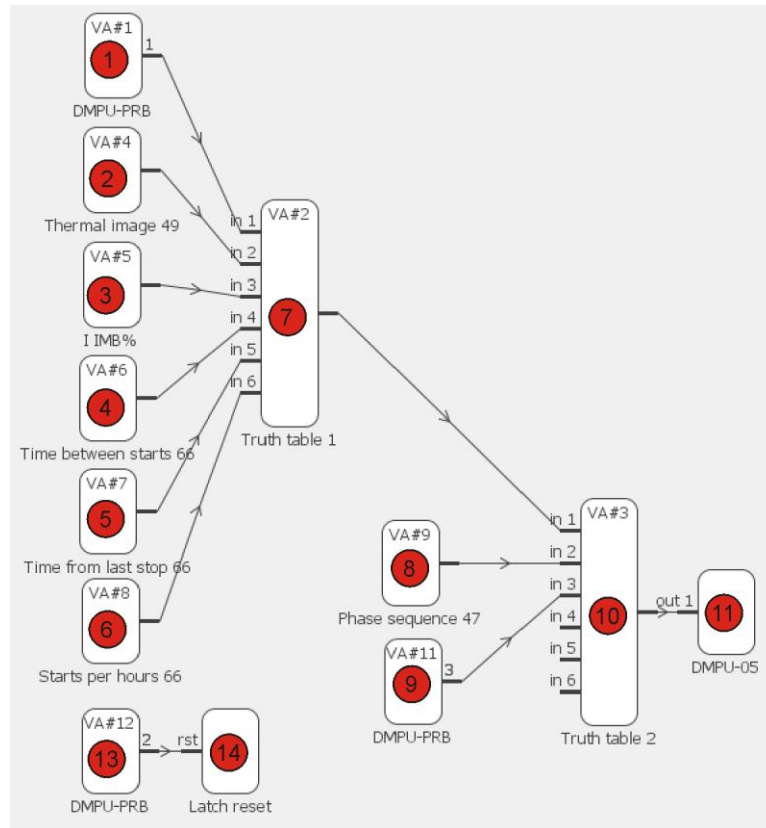 VA#1
1
1
DMPU-PRB
VA#4
2
Thermal image 49
VA#5
3
I IMB%
VA#6
4
Time between starts 66
VA#7
5
Time from last stop 66
VA#8
6
Starts per hours 66
in 1
in 2
in 3
in 4
in 5
in 6
VA#2
7
Truth table 1
VA#9
8
Phase sequence 47
VA#11
9
3
DMPU-PRB
in 1
in 2
in 3
in 4
in 5
in 6
VA#3
10
Truth table 2
out 1
11
DMPU-05
VA#12
13
2
DMPU-PRB
rst
14
Latch reset